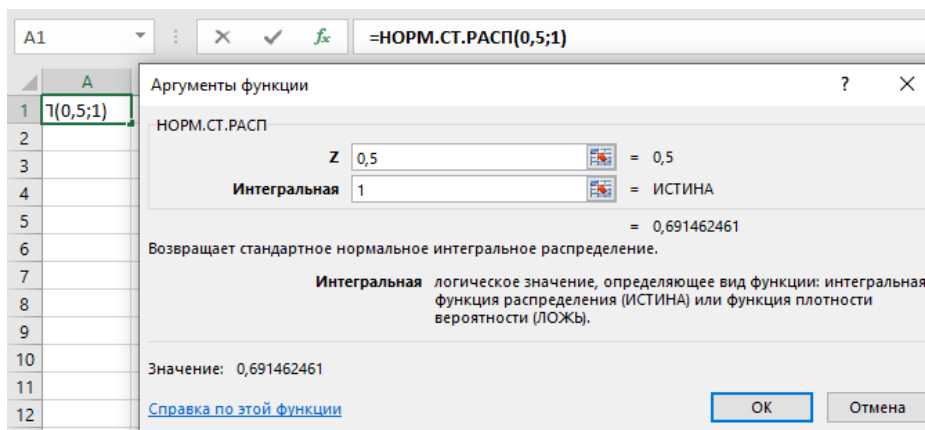 A1 =НОРМ.СТ.РАСП(0,5;1)
A
Аргументы функции ? ×
1 П(0,5;1)
НОРМ.СТ.РАСП
2
Z 0,5 = 0,5
3
Интегральная 1 = ИСТИНА
4
5
= 0,691462461
6
Возвращает стандартное нормальное интегральное распределение.
7
Интегральная логическое значение, определяющее вид функции: интегральная
8
функция распределения (ИСТИНА) или функция плотности
9
вероятности (ЛОЖЬ).
10
Значение: 0,691462461
11
12
Справка по этой функции ОК Отмена